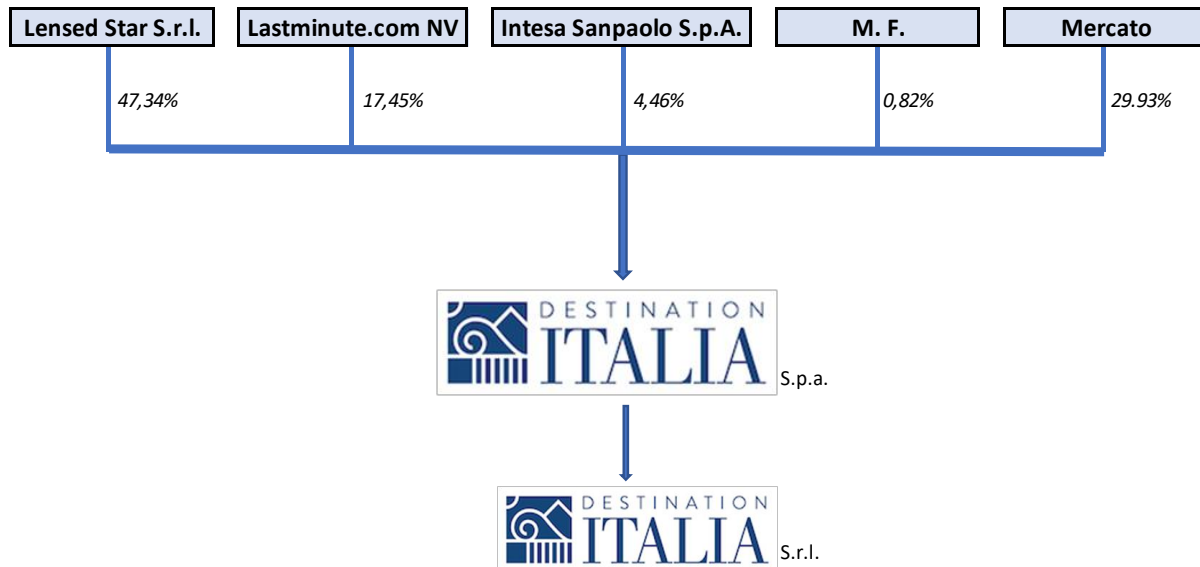 Lensed Star S.r.l.
Lastminute.com NV
Intesa Sanpaolo S.p.A.
M. F.
Mercato
47,34%
17,45%
4,46%
0,82%
29.93%
DESTINATION
ITALIA
S.p.a.
DESTINATION
ITALIA
S.r.l.